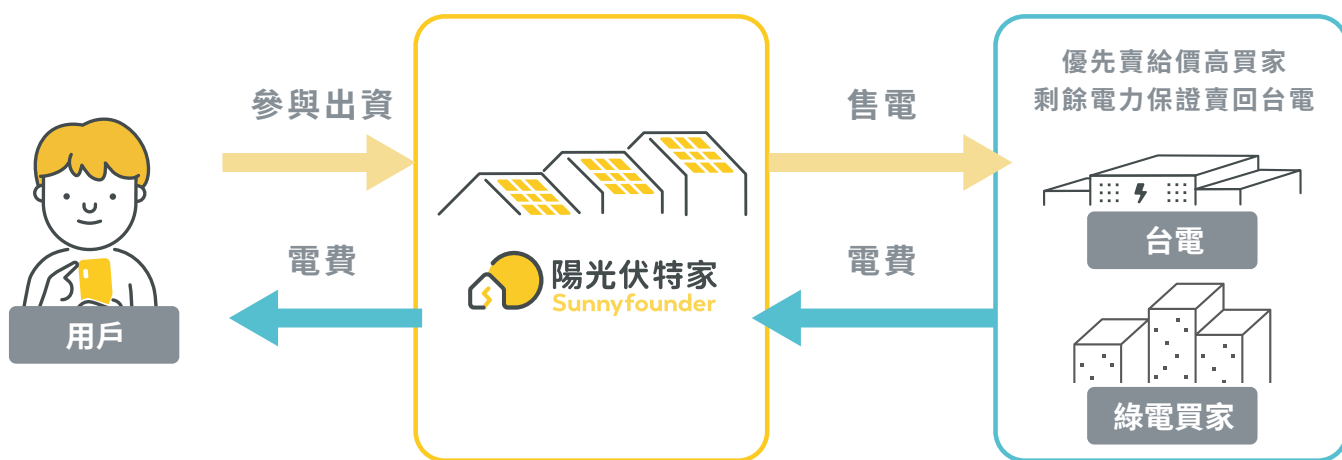 參與出資
電費
用戶
陽光伏特家
Sunnyfounder
售電
電費
優先賣給價高買家
剩餘電力保證賣回台電
台電
綠電買家